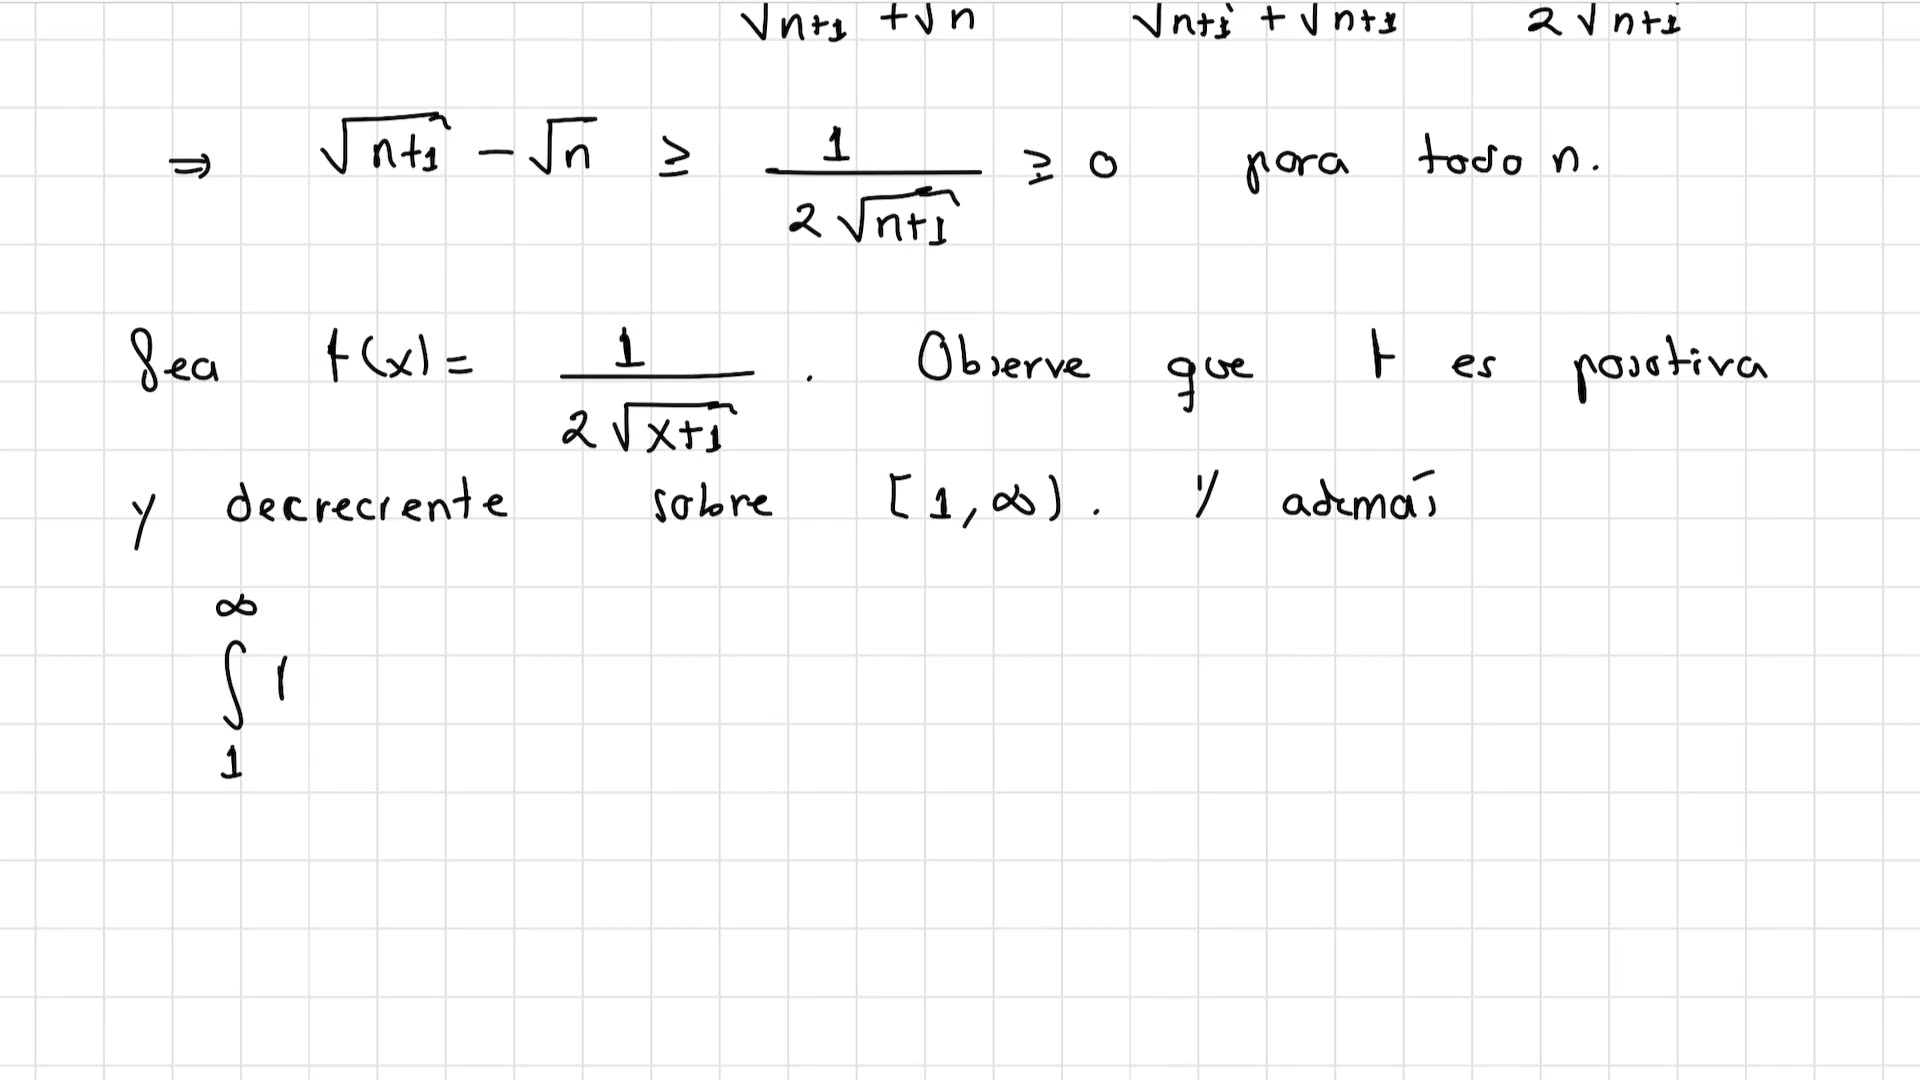 √n+1 + √n √n+1 + √n+1 2√n+1
⇒ √n+1 - √n ≥ 1/(2√n+1) ≥ 0 para todo n.
Sea f(x) = 1/(2√x+1) . Observe que f es positiva
y decreciente sobre [1, ∞). Y además
∞
∫
1